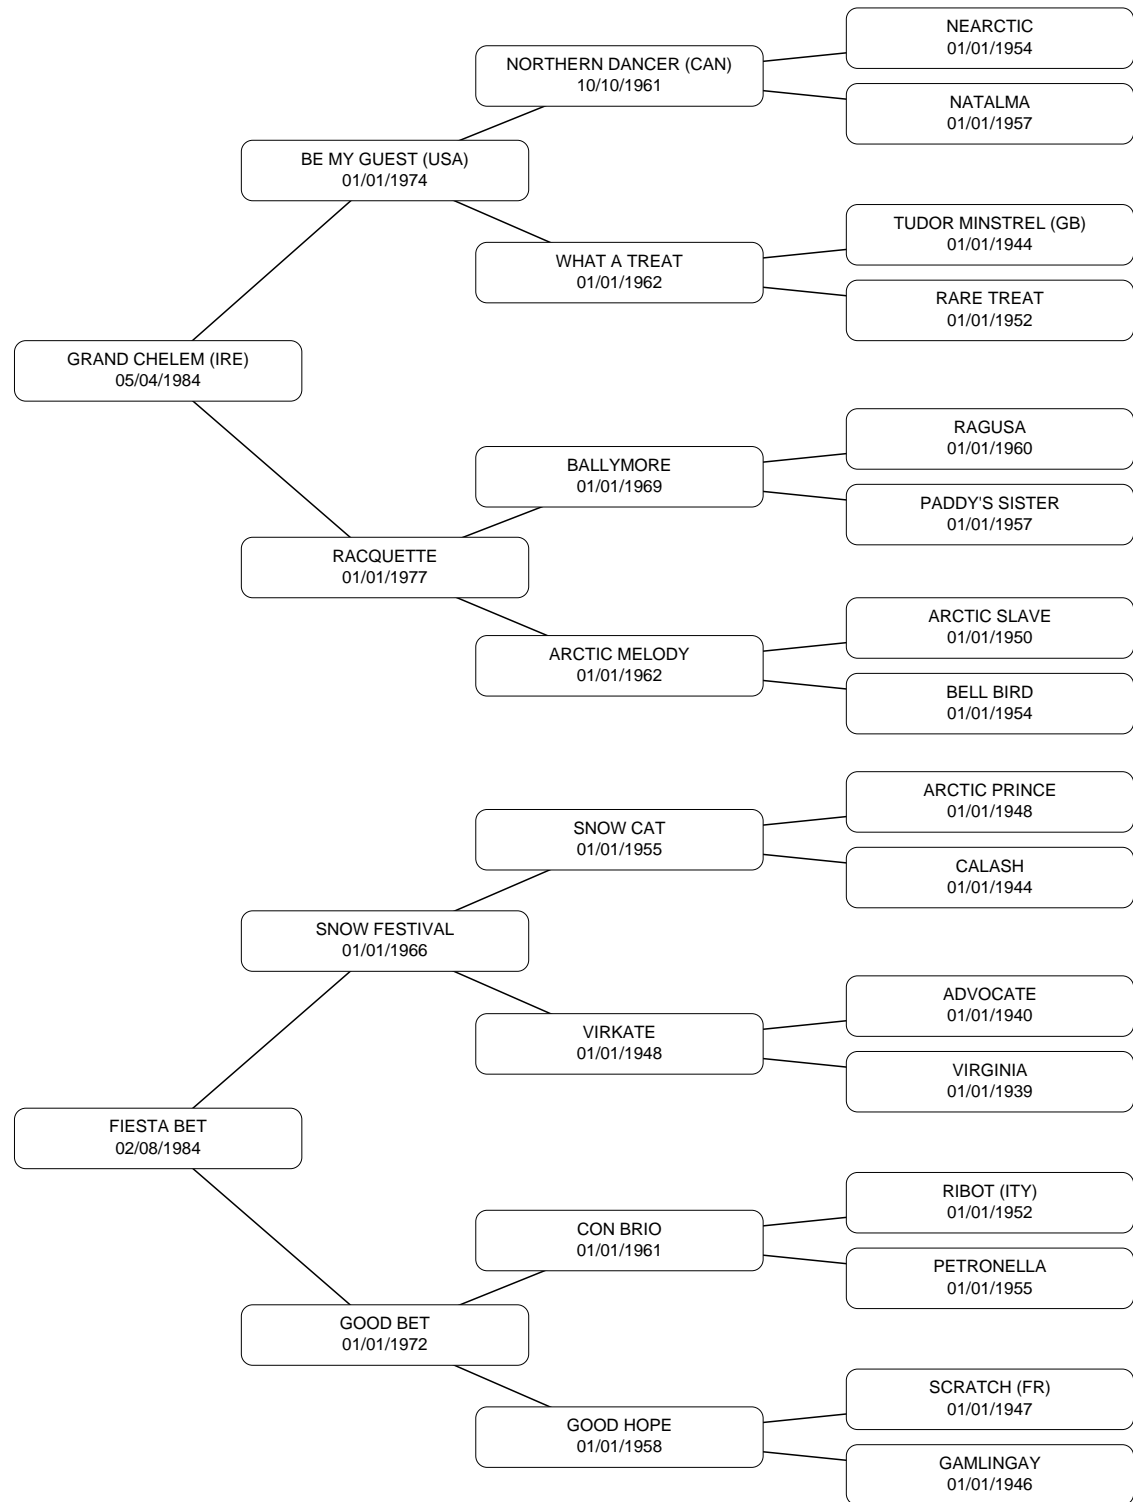 NEARCTIC
01/01/1954
NORTHERN DANCER (CAN)
10/10/1961
NATALMA
01/01/1957
BE MY GUEST (USA)
01/01/1974
TUDOR MINSTREL (GB)
01/01/1944
WHAT A TREAT
01/01/1962
RARE TREAT
01/01/1952
GRAND CHELEM (IRE)
05/04/1984
RAGUSA
01/01/1960
BALLYMORE
01/01/1969
PADDY'S SISTER
01/01/1957
RACQUETTE
01/01/1977
ARCTIC SLAVE
01/01/1950
ARCTIC MELODY
01/01/1962
BELL BIRD
01/01/1954
ARCTIC PRINCE
01/01/1948
SNOW CAT
01/01/1955
CALASH
01/01/1944
SNOW FESTIVAL
01/01/1966
ADVOCATE
01/01/1940
VIRKATE
01/01/1948
VIRGINIA
01/01/1939
FIESTA BET
02/08/1984
RIBOT (ITY)
01/01/1952
CON BRIO
01/01/1961
PETRONELLA
01/01/1955
GOOD BET
01/01/1972
SCRATCH (FR)
01/01/1947
GOOD HOPE
01/01/1958
GAMLINGAY
01/01/1946